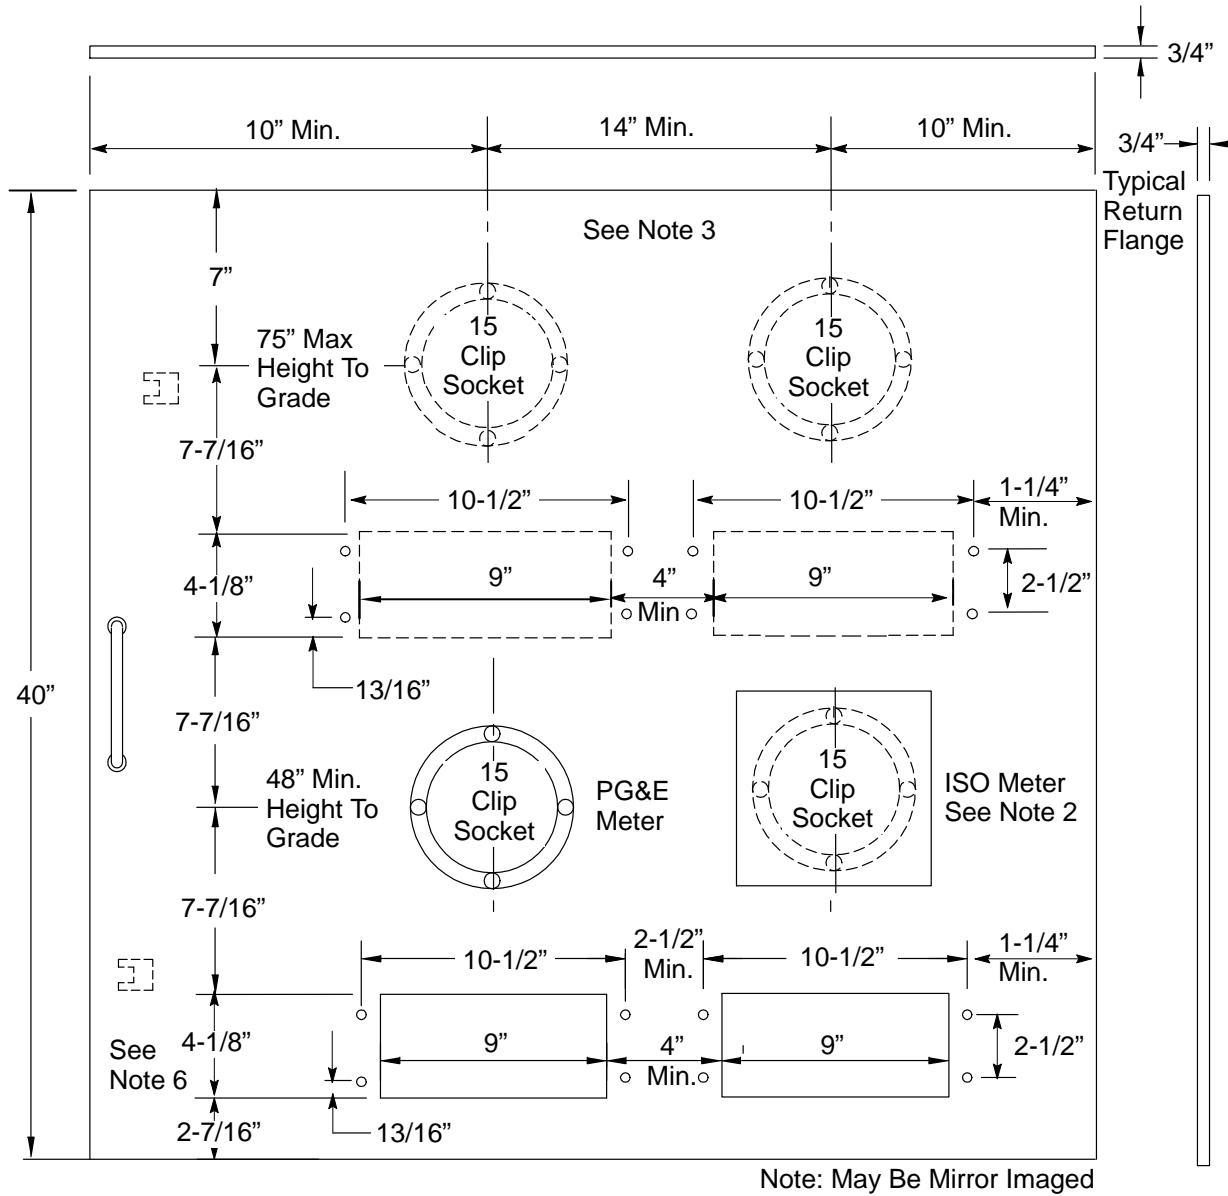 3/4”
10” Min.
14” Min.
10” Min.
3/4”
Typical
Return
Flange
See Note 3
7”
75” Max
Height To
Grade
15
Clip
Socket
15
Clip
Socket
7-7/16”
10-1/2”
10-1/2”
1-1/4”
Min.
4-1/8”
9”
4”
Min
9”
2-1/2”
13/16”
40”
7-7/16”
48” Min.
Height To
Grade
15
Clip
Socket
PG&E
Meter
15
Clip
Socket
ISO Meter
See Note 2
7-7/16”
10-1/2”
2-1/2”
Min.
10-1/2”
1-1/4”
Min.
See
Note 6
4-1/8”
9”
4”
Min.
9”
2-1/2”
2-7/16”
13/16”
Note: May Be Mirror Imaged